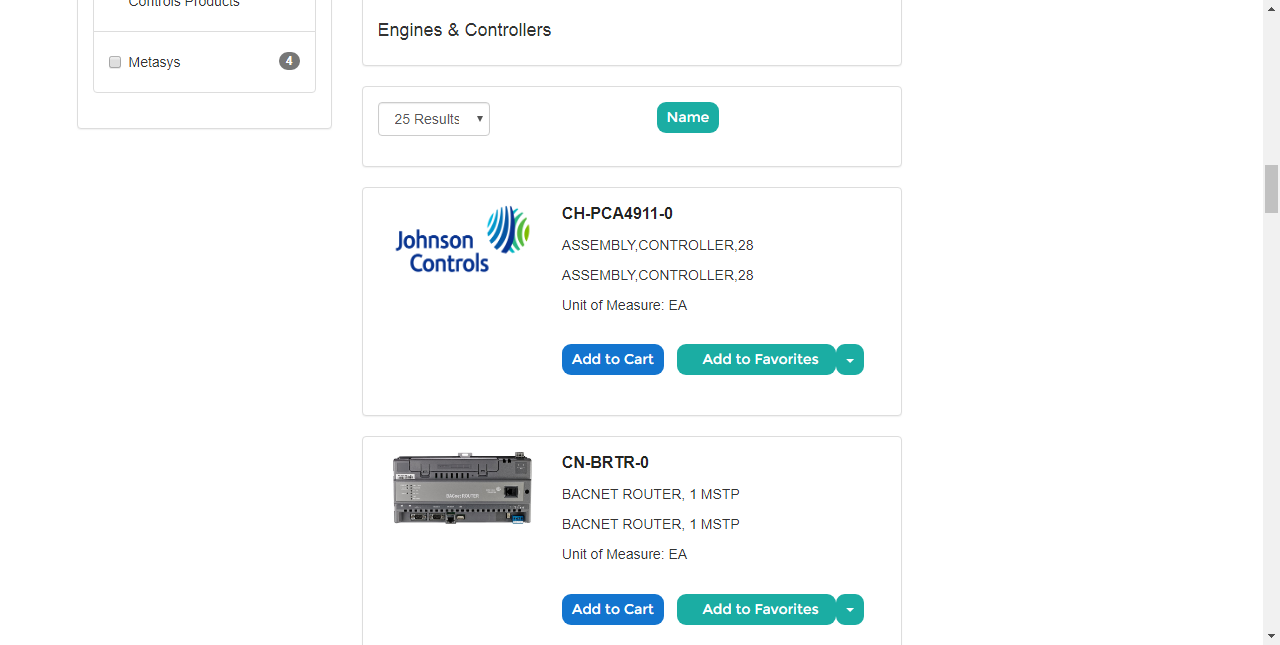 Controls Products
Metasys
4
Engines & Controllers
25 Results
Name
Johnson
Controls
CH-PCA4911-0
ASSEMBLY,CONTROLLER,28
ASSEMBLY,CONTROLLER,28
Unit of Measure: EA
Add to Cart
Add to Favorites
BACnet ROUTER
CN-BRTR-0
BACNET ROUTER, 1 MSTP
BACNET ROUTER, 1 MSTP
Unit of Measure: EA
Add to Cart
Add to Favorites